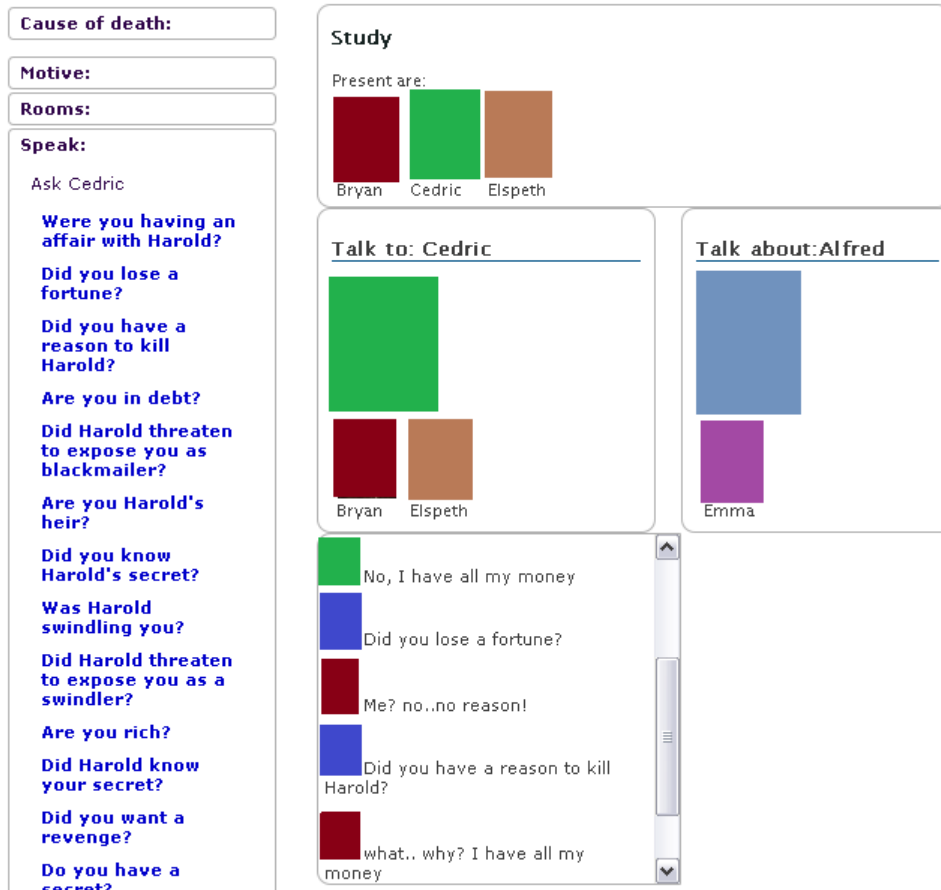 Cause of death:
Motive:
Rooms:
Speak:
Ask Cedric
Were you having an
affair with Harold?
Did you lose a
fortune?
Did you have a
reason to kill
Harold?
Are you in debt?
Did Harold threaten
to expose you as
blackmailer?
Are you Harold's
heir?
Did you know
Harold's secret?
Was Harold
swindling you?
Did Harold threaten
to expose you as a
swindler?
Are you rich?
Did Harold know
your secret?
Did you want a
revenge?
Do you have a
secret?
Study
Present are:
Bryan Cedric Elspeth
Talk to: Cedric
Bryan Elspeth
Talk about:Alfred
Emma
No, I have all my money
Did you lose a fortune?
Me? no..no reason!
Did you have a reason to kill
Harold?
what.. why? I have all my
money